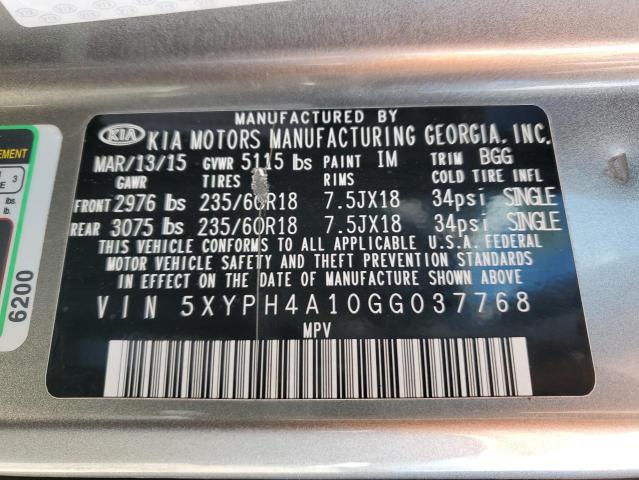 MANUFACTURED BY
KIA KIA MOTORS MANUFACTURING GEORGIA, INC.
MAR/13/15 GVWR 5115 lbs PAINT IM TRIM BGG
GAWR TIRES RIMS COLD TIRE INFL
FRONT 2976 lbs 235/60R18 7.5JX18 34psi SINGLE
REAR 3075 lbs 235/60R18 7.5JX18 34psi SINGLE
THIS VEHICLE CONFORMS TO ALL APPLICABLE U.S.A. FEDERAL
MOTOR VEHICLE SAFETY AND THEFT PREVENTION STANDARDS
IN EFFECT ON THE DATE OF MANUFACTURE SHOWN ABOVE.
VIN 5XYPH4A10GG037768
MPV
3
lbs.
lb.
6200